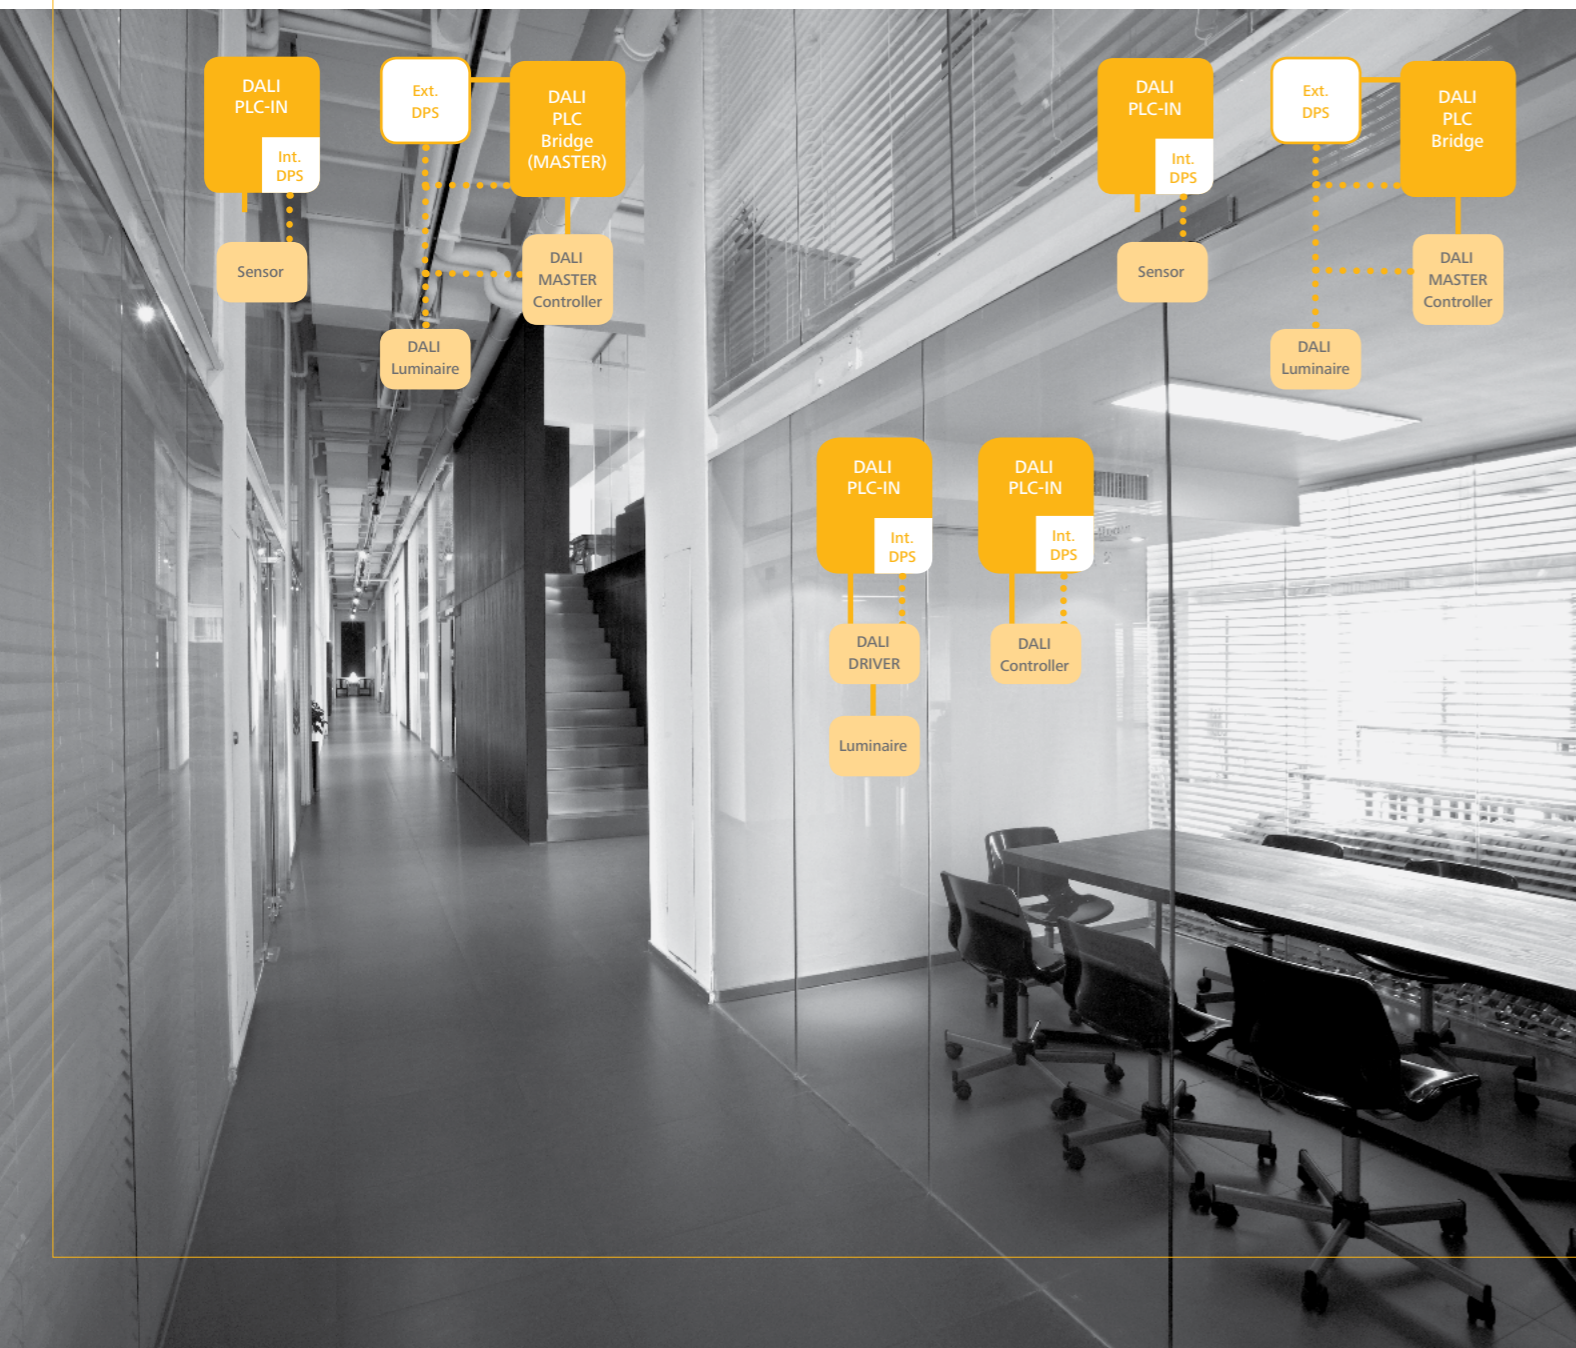 DALI
PLC-IN
Int.
DPS
Sensor
Ext.
DPS
DALI
PLC
Bridge
(MASTER)
DALI
MASTER
Controller
DALI
Luminaire
DALI
PLC-IN
Int.
DPS
Sensor
Ext.
DPS
DALI
PLC
Bridge
DALI
MASTER
Controller
DALI
Luminaire
DALI
PLC-IN
Int.
DPS
DALI
DRIVER
Luminaire
DALI
PLC-IN
Int.
DPS
DALI
Controller